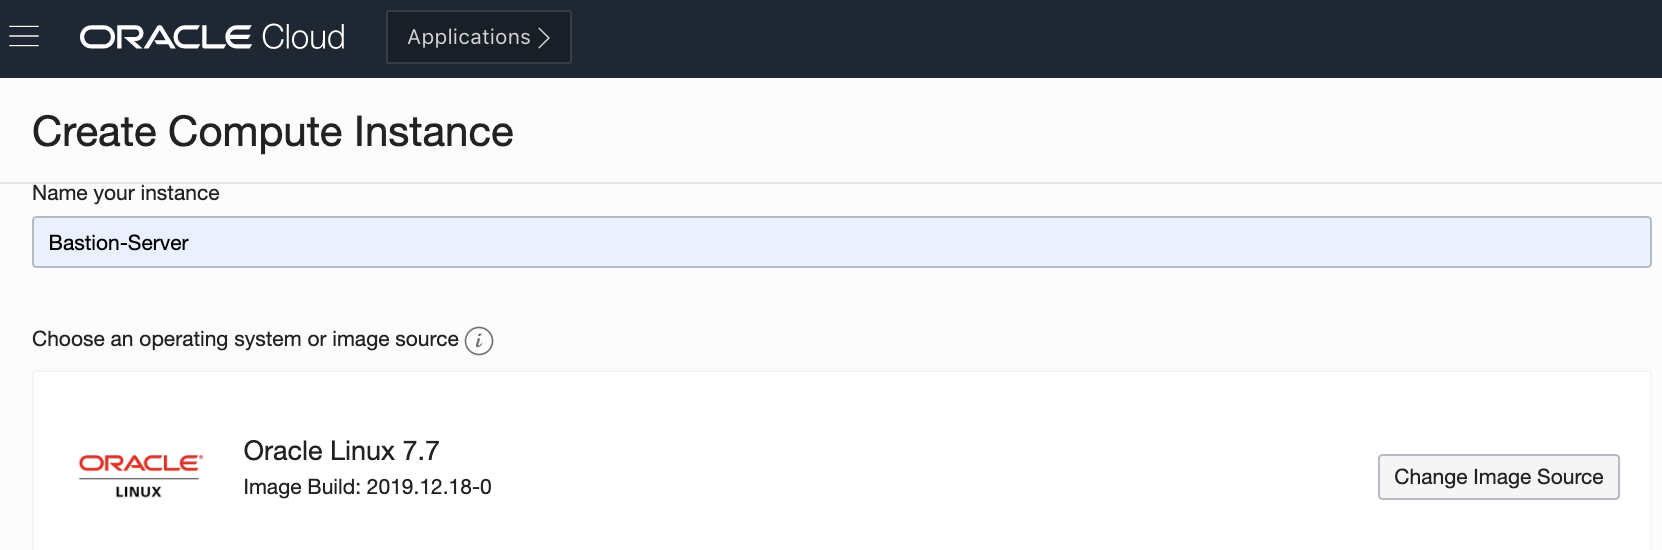 ORACLE Cloud
Applications
Create Compute Instance
Name your instance
Bastion-Server
Choose an operating system or image source i
ORACLE®
LINUX
Oracle Linux 7.7
Image Build: 2019.12.18-0
Change Image Source